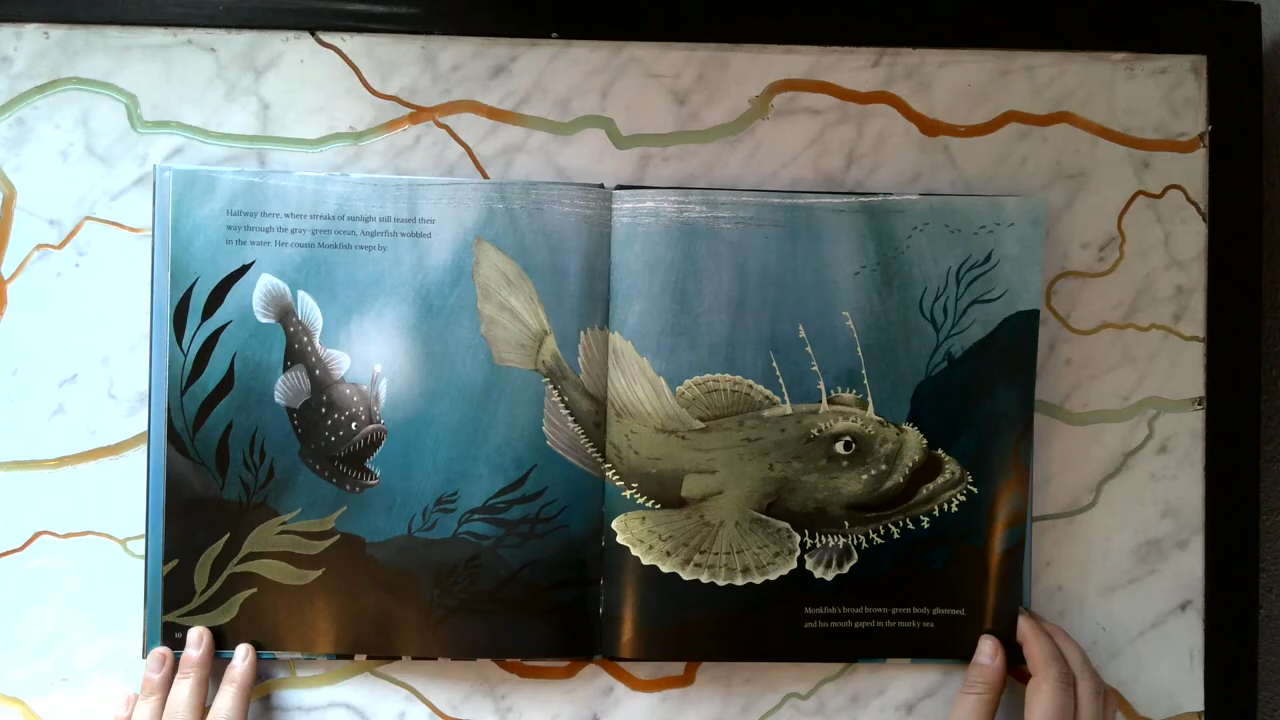 Halfway there, where streaks of sunlight still teased their
way through the gray-green ocean, Anglerfish wobbled
in the water. Her cousin Monkfish swept by.
Monkfish's broad brown-green body glistened,
and his mouth gaped in the murky sea.
10